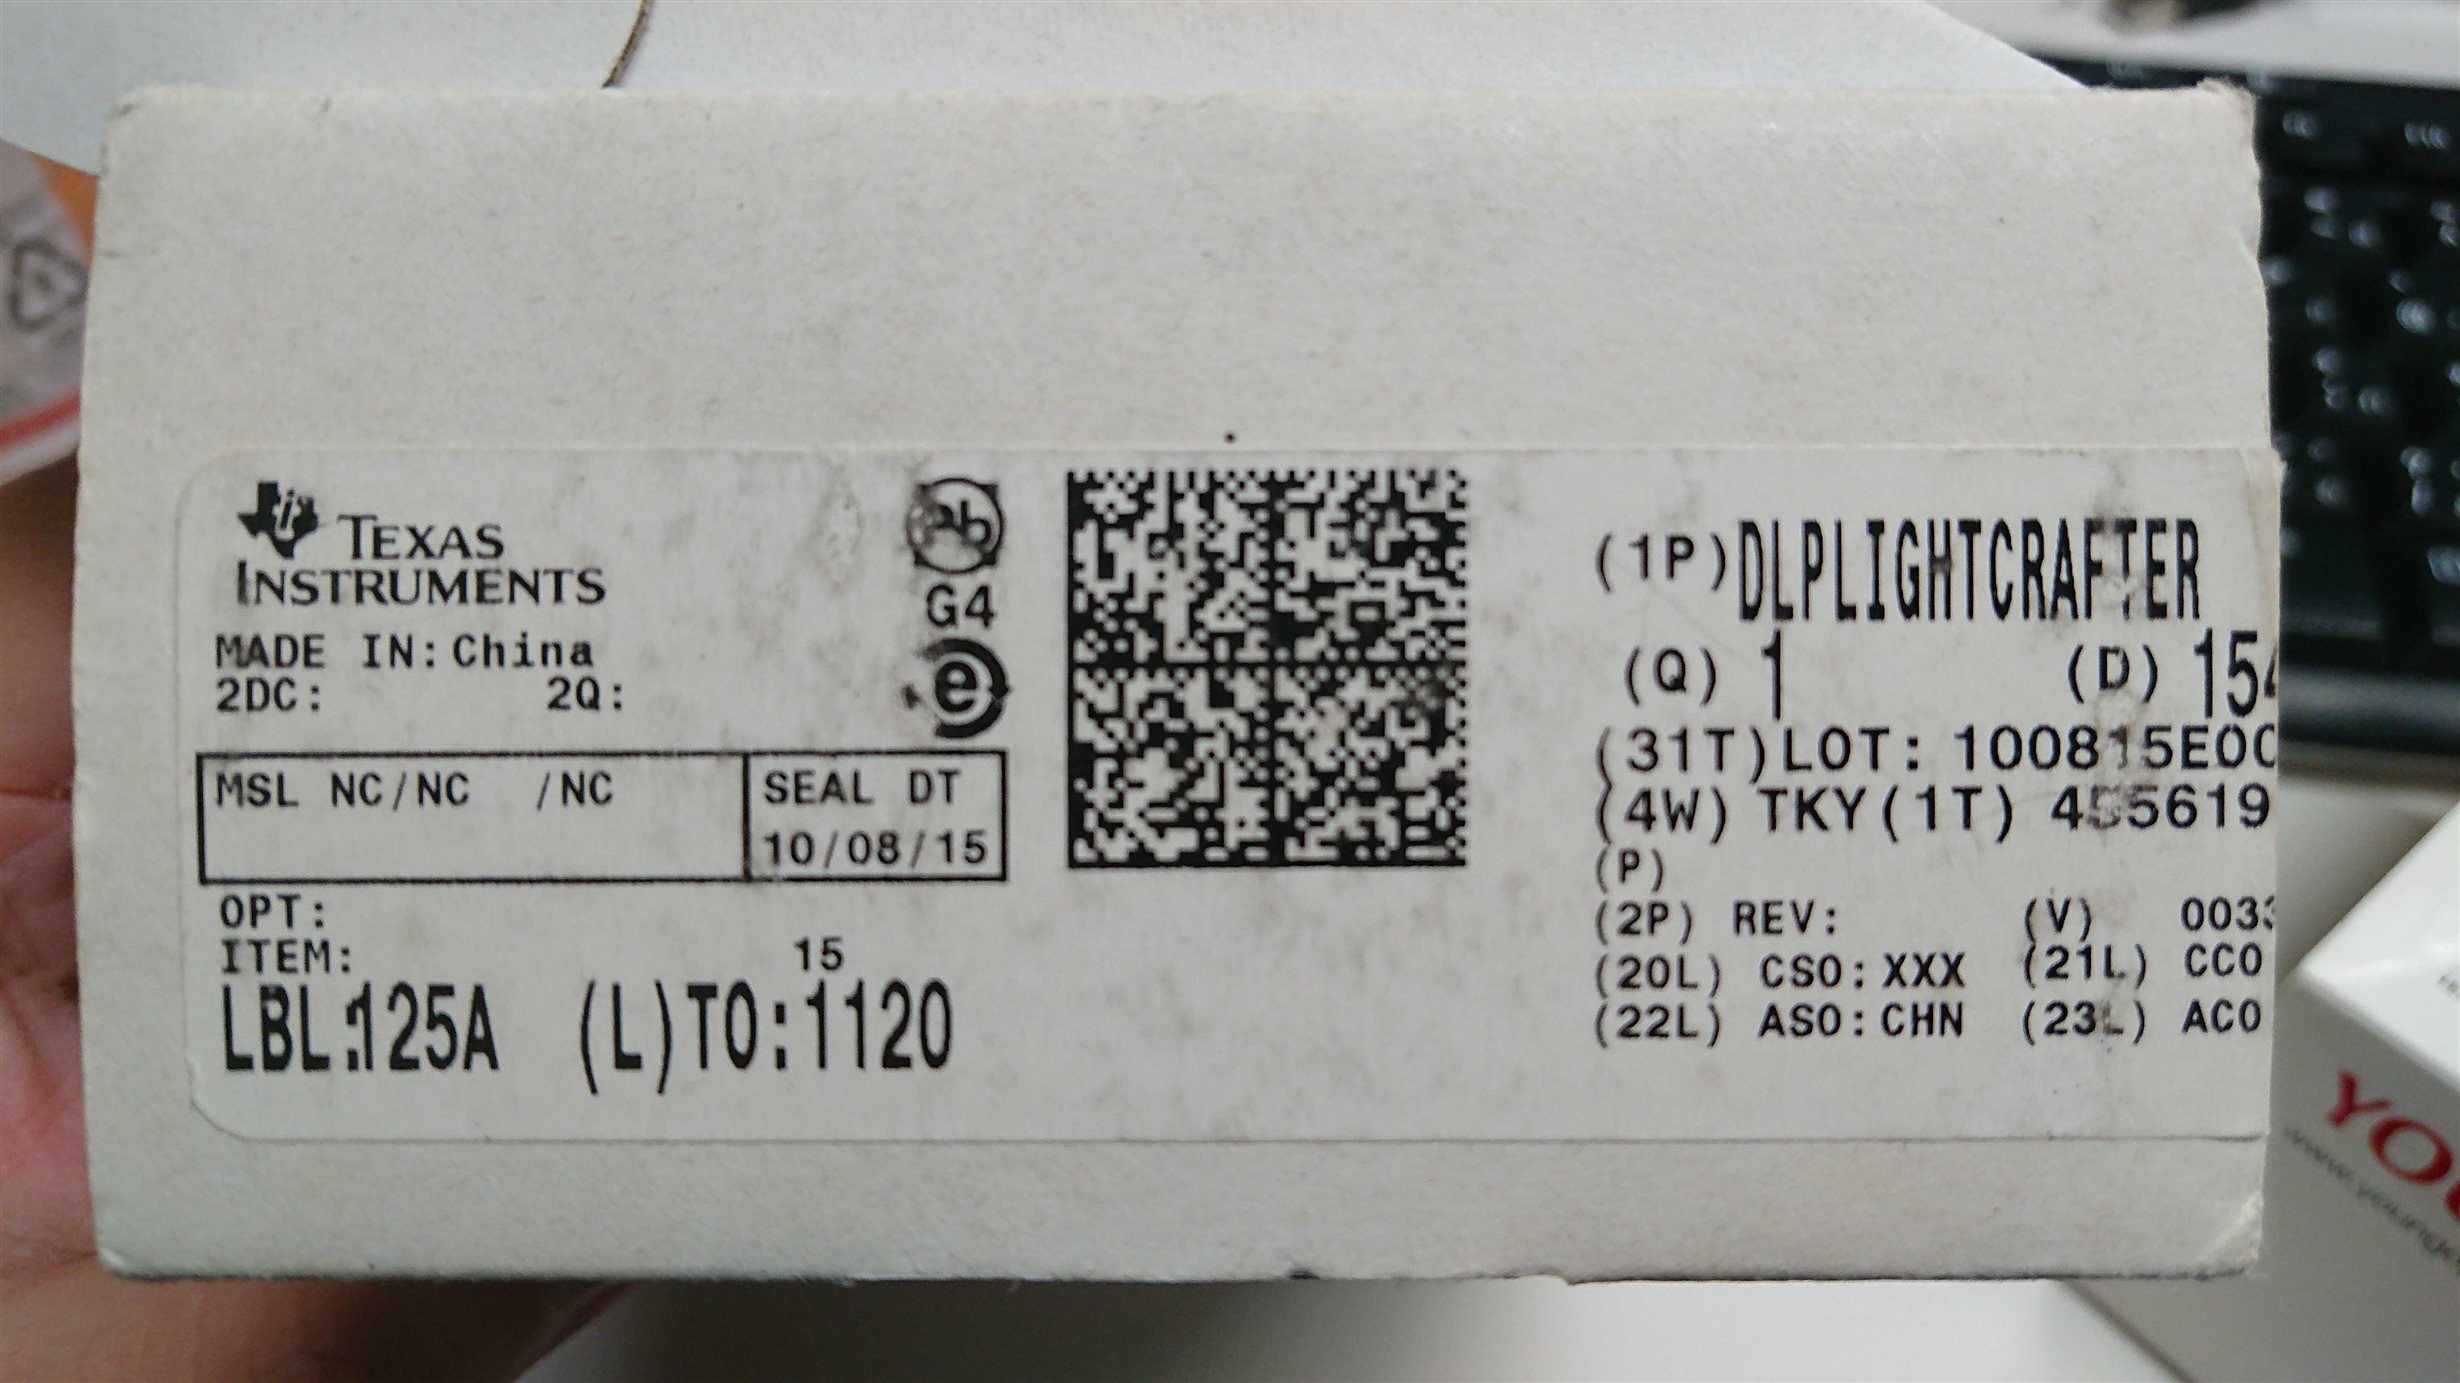 TEXAS
INSTRUMENTS
MADE IN: China
2DC: 2Q:
MSL NC/NC /NC
SEAL DT
10/08/15
OPT:
ITEM:
15
LBL:125A (L)TO:1120
Pb
G4
e
(1P) DLPLIGHTCRAFTER
(Q) 1 (D) 154
(31T)LOT: 100815E00
(4W) TKY(1T) 455619
(P)
(2P) REV: (V) 0033
(20L) CSO:XXX (21L) CCO
(22L) ASO:CHN (23L) ACO
YOU